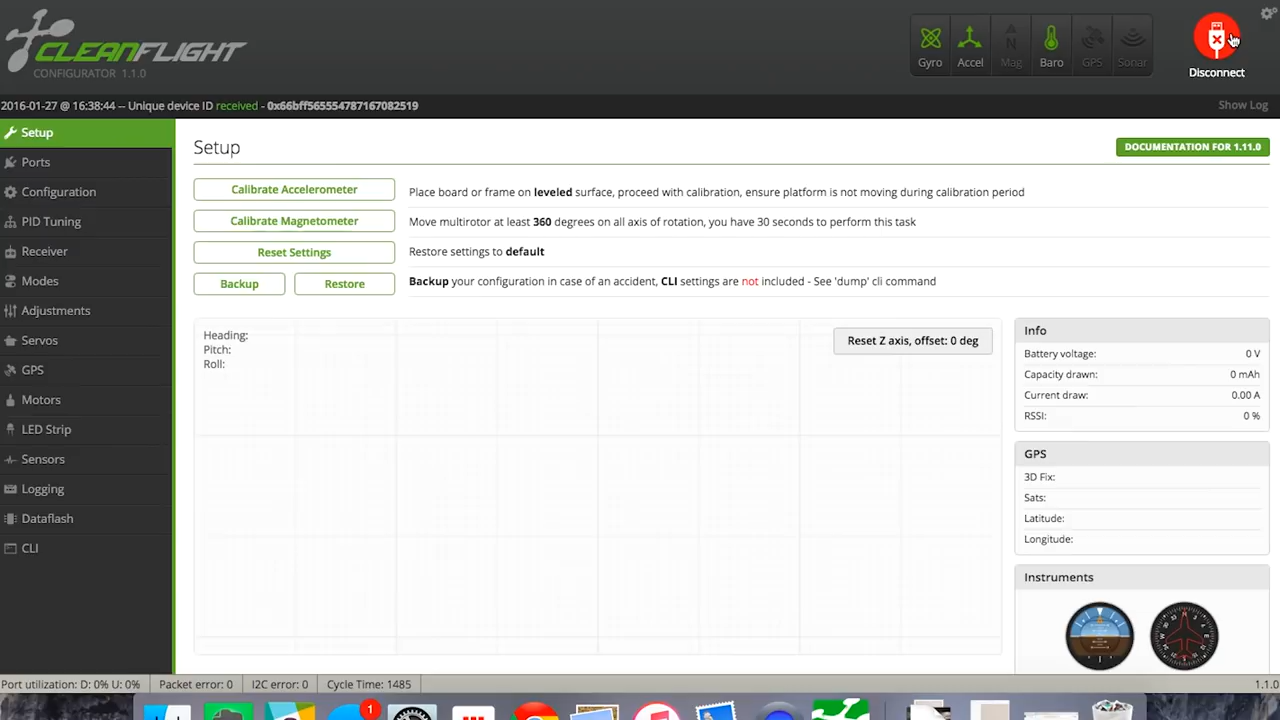 CLEANFLIGHT
CONFIGURATOR 1.1.0
Gyro Accel Mag Baro GPS Sonar
Disconnect
2016-01-27 @ 16:38:44 -- Unique device ID received - 0x66bff565554787167082519
Show Log
Setup
Ports
Configuration
PID Tuning
Receiver
Modes
Adjustments
Servos
GPS
Motors
LED Strip
Sensors
Logging
Dataflash
CLI
Setup
DOCUMENTATION FOR 1.11.0
Calibrate Accelerometer
Place board or frame on leveled surface, proceed with calibration, ensure platform is not moving during calibration period
Calibrate Magnetometer
Move multirotor at least 360 degrees on all axis of rotation, you have 30 seconds to perform this task
Reset Settings
Restore settings to default
Backup Restore
Backup your configuration in case of an accident, CLI settings are not included - See 'dump' cli command
Heading:
Pitch:
Roll:
Reset Z axis, offset: 0 deg
Info
Battery voltage: 0 V
Capacity drawn: 0 mAh
Current draw: 0.00 A
RSSI: 0 %
GPS
3D Fix:
Sats:
Latitude:
Longitude:
Instruments
Port utilization: D: 0% U: 0% Packet error: 0 I2C error: 0 Cycle Time: 1485 1.1.0
1